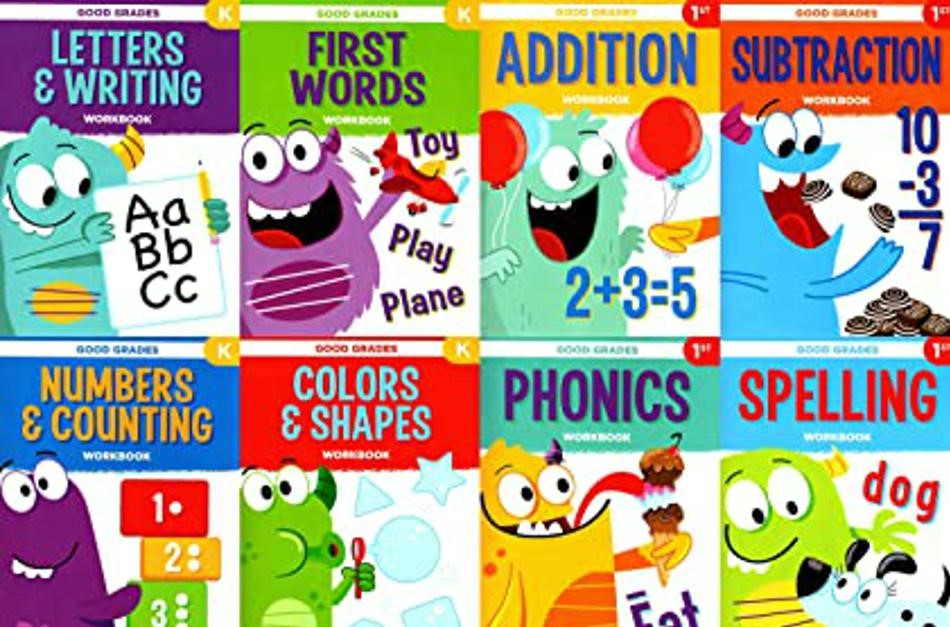 GOOD GRADES
K
LETTERS
& WRITING
WORKBOOK
Aa
Bb
Cc
GOOD GRADES
K
FIRST
WORDS
WORKBOOK
Toy
Play
Plane
GOOD GRADES
1ST
ADDITION
WORKBOOK
2+3=5
GOOD GRADES
1ST
SUBTRACTION
WORKBOOK
10
-3
7
GOOD GRADES
K
NUMBERS
& COUNTING
WORKBOOK
1
2
3
GOOD GRADES
K
COLORS
& SHAPES
WORKBOOK
GOOD GRADES
1ST
PHONICS
WORKBOOK
Eat
GOOD GRADES
1ST
SPELLING
WORKBOOK
dog